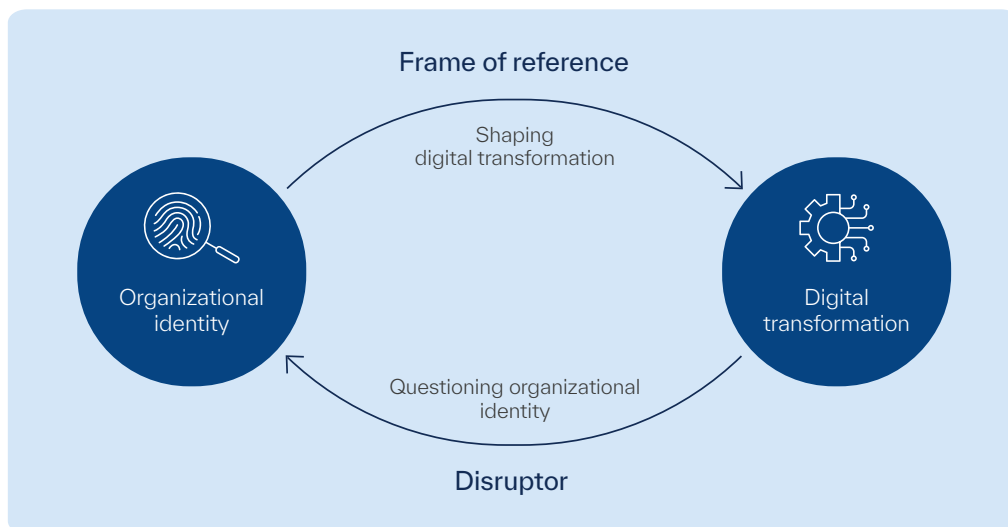 Frame of reference
Shaping
digital transformation
Organizational
identity
Digital
transformation
Questioning organizational
identity
Disruptor